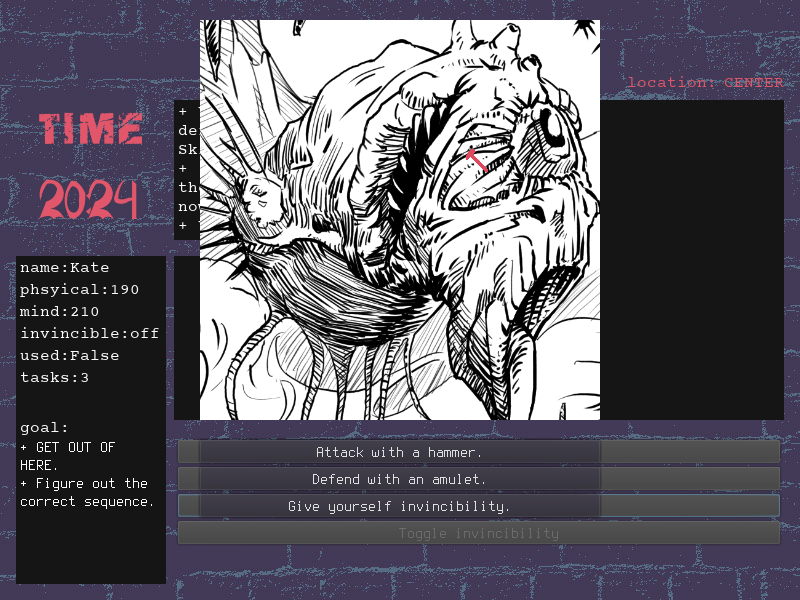 location: CENTER
TIME
2024
+
de
Sk
+
th
no
+
name:Kate
phsyical:190
mind:210
invincible:off
used:False
tasks:3
goal:
+ GET OUT OF
HERE.
+ Figure out the
correct sequence.
Attack with a hammer.
Defend with an amulet.
Give yourself invincibility.
Toggle invincibility